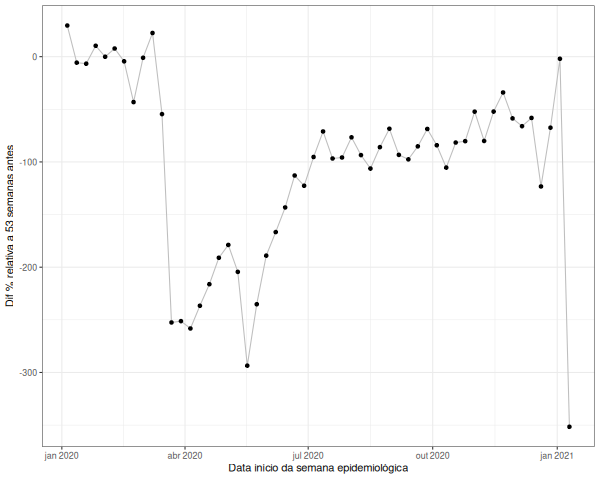 0
-100
-200
-300
Dif % relativa a 53 semanas antes
jan 2020
abr 2020
jul 2020
out 2020
jan 2021
Data início da semana epidemiológica